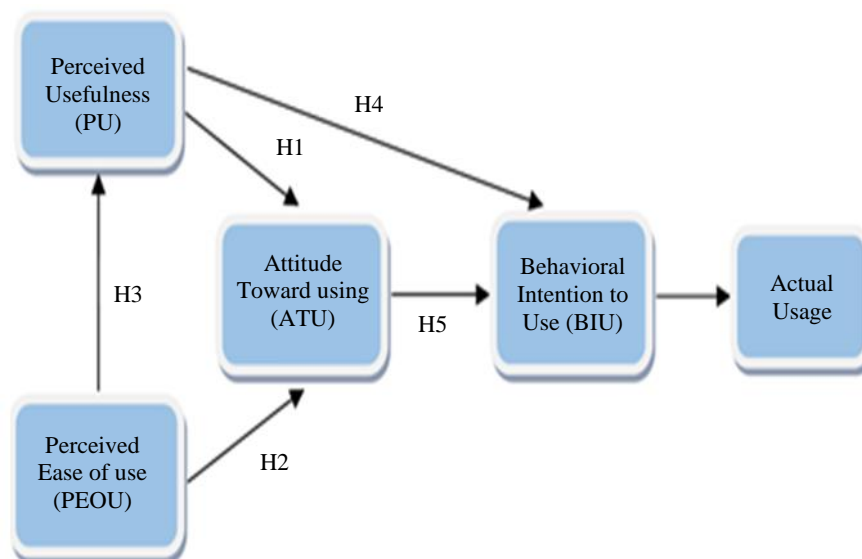 Perceived
Usefulness
(PU)
H4
H1
H3
Attitude
Toward using
(ATU)
H5
Behavioral
Intention to
Use (BIU)
Actual
Usage
Perceived
Ease of use
(PEOU)
H2